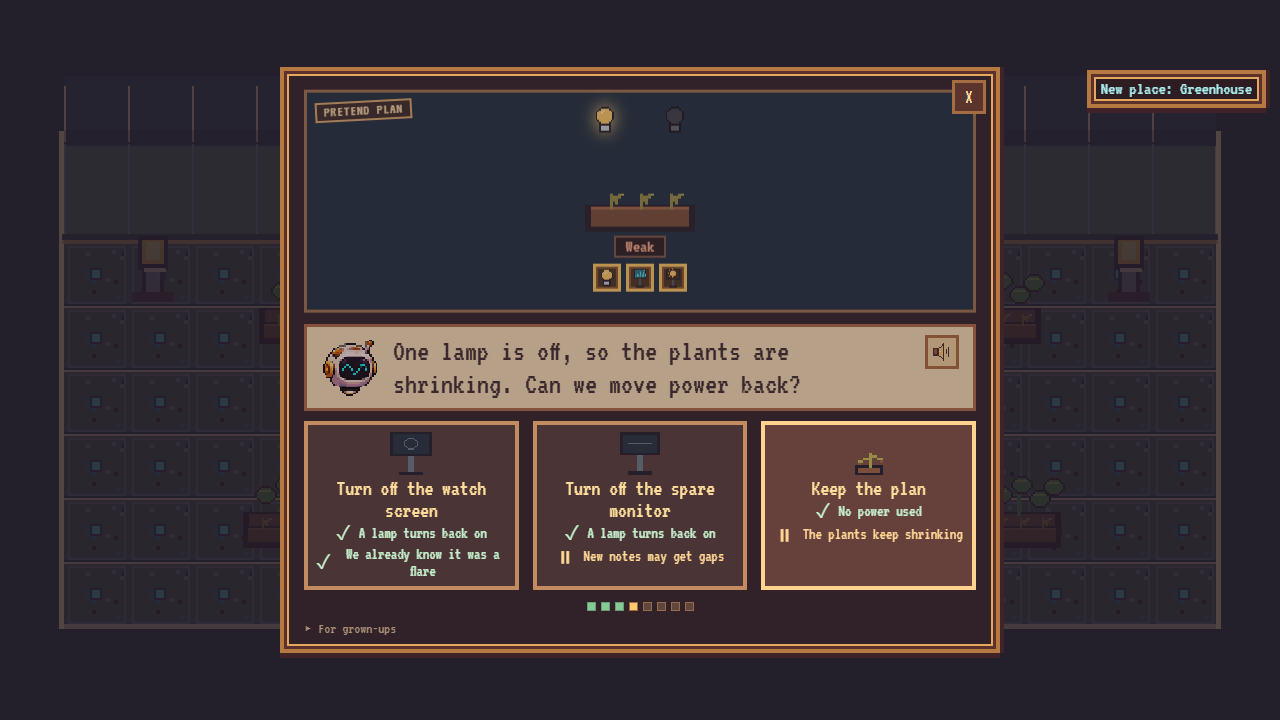 PRETEND PLAN
X
New place: Greenhouse
Weak
One lamp is off, so the plants are
shrinking. Can we move power back?
Turn off the watch
screen
A lamp turns back on
We already know it was a
flare
Turn off the spare
monitor
A lamp turns back on
New notes may get gaps
Keep the plan
No power used
The plants keep shrinking
For grown-ups